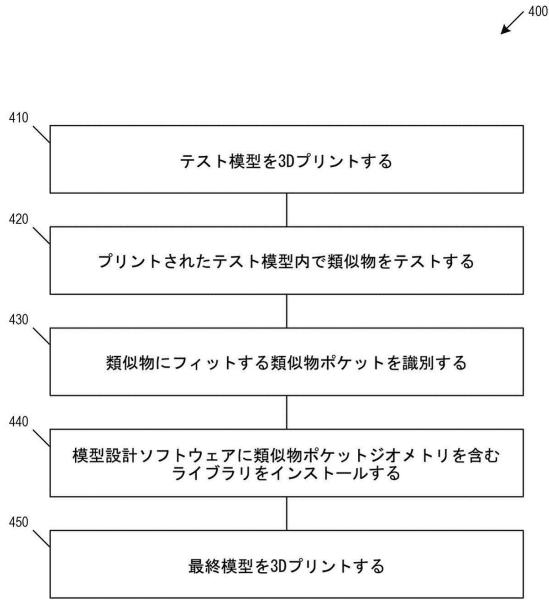 400
410
テスト模型を3Dプリントする
420
プリントされたテスト模型内で類似物をテストする
430
類似物にフィットする類似物ポケットを識別する
440
模型設計ソフトウェアに類似物ポケットジオメトリを含む
ライブラリをインストールする
450
最終模型を3Dプリントする